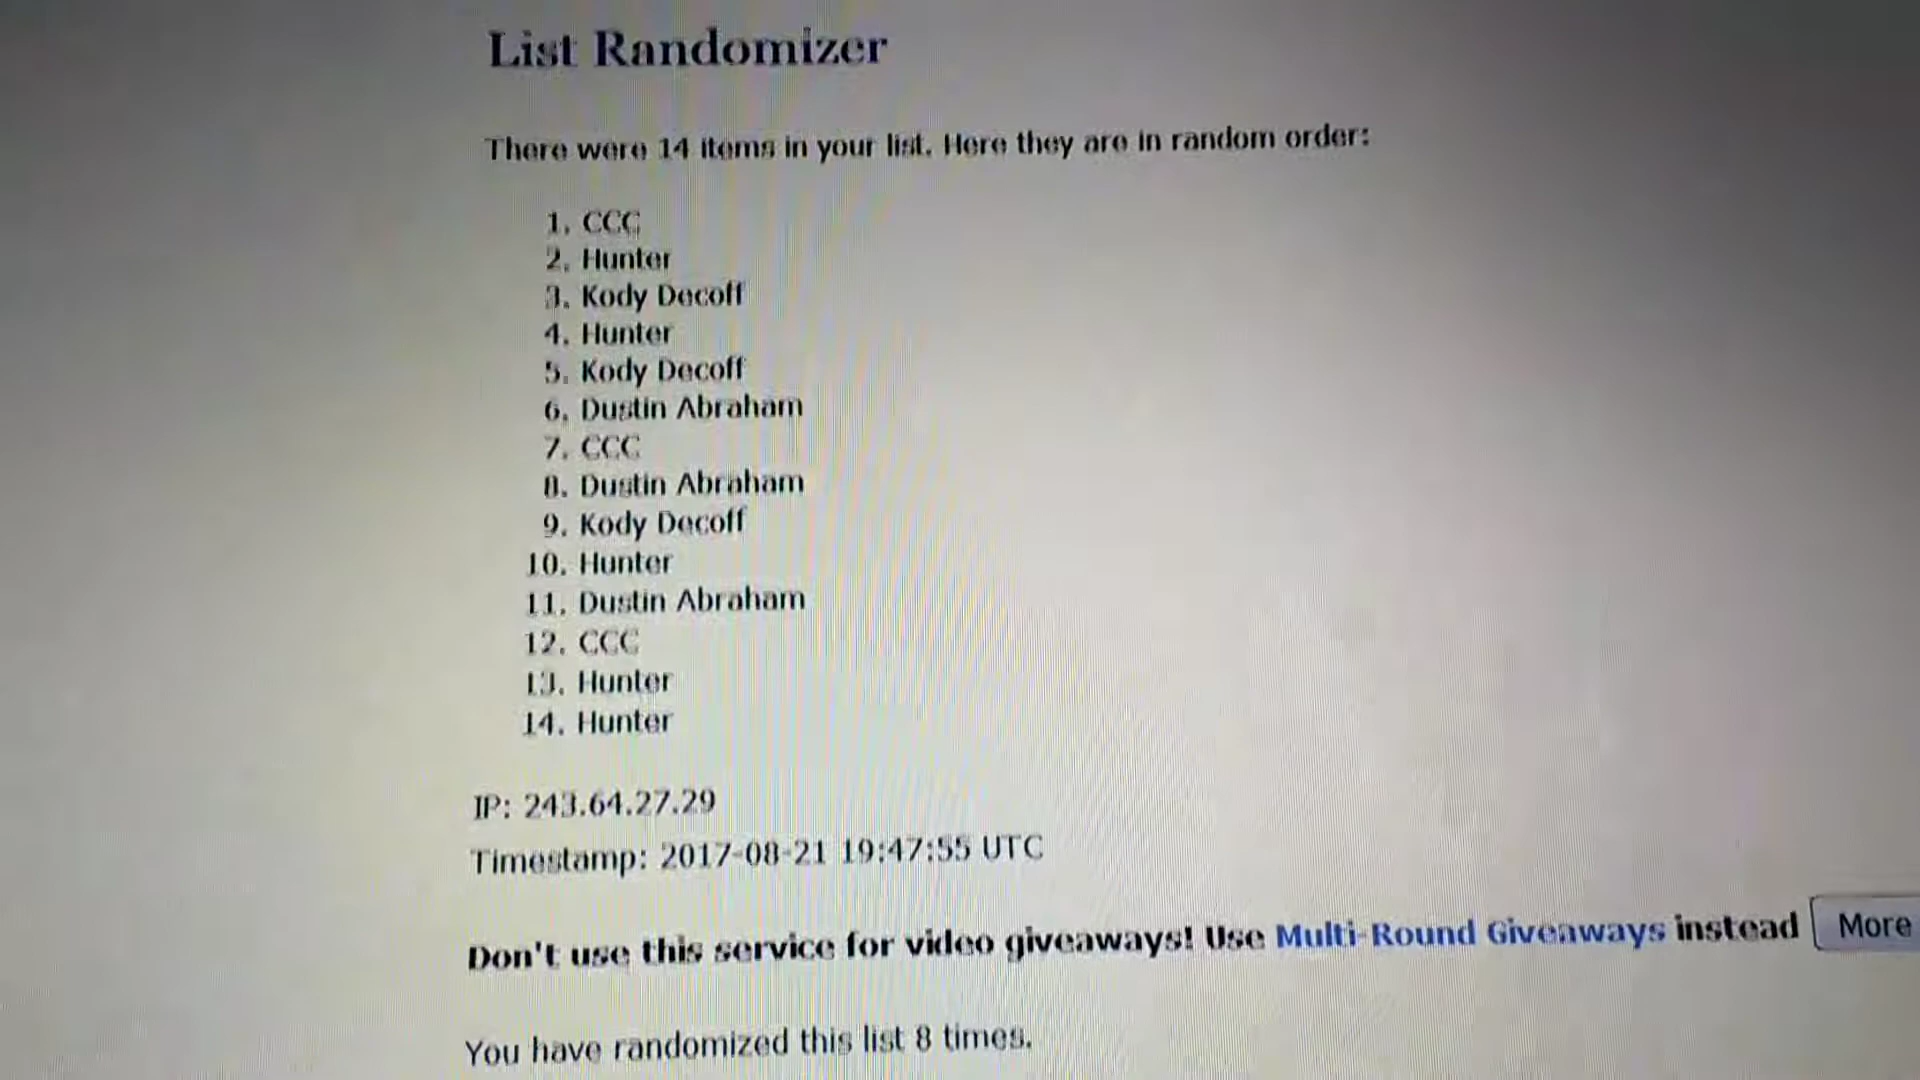 List Randomizer
There were 14 items in your list. Here they are in random order:
1. CCC
2. Hunter
3. Kody Decoff
4. Hunter
5. Kody Decoff
6. Dustin Abraham
7. CCC
8. Dustin Abraham
9. Kody Decoff
10. Hunter
11. Dustin Abraham
12. CCC
13. Hunter
14. Hunter
IP: 243.64.27.29
Timestamp: 2017-08-21 19:47:55 UTC
Don't use this service for video giveaways! Use Multi-Round Giveaways instead More
You have randomized this list 8 times.